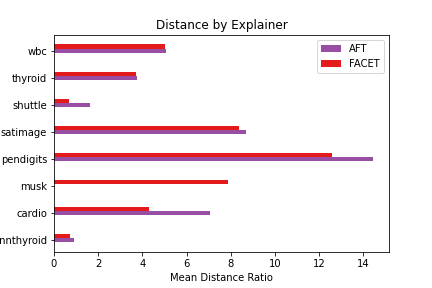 Distance by Explainer
AFT
FACET
wbc
thyroid
shuttle
satimage
pendigits
musk
cardio
nnthyroid
0 2 4 6 8 10 12 14
Mean Distance Ratio